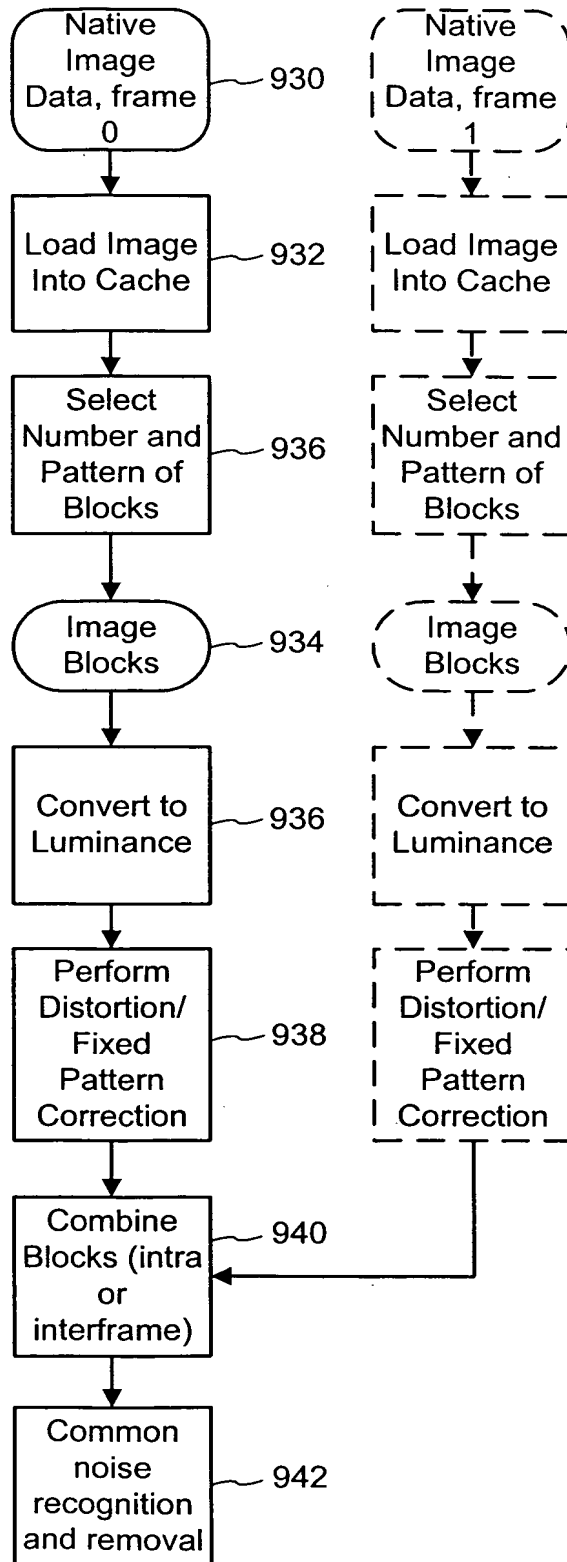 Native
Image
Data, frame
0
930
Load Image
Into Cache
932
Select
Number and
Pattern of
Blocks
936
Image
Blocks
934
Convert to
Luminance
936
Perform
Distortion/
Fixed
Pattern
Correction
938
Combine
Blocks (intra
or
interframe)
940
Common
noise
recognition
and removal
942
Native
Image
Data, frame
1
Load Image
Into Cache
Select
Number and
Pattern of
Blocks
Image
Blocks
Convert to
Luminance
Perform
Distortion/
Fixed
Pattern
Correction